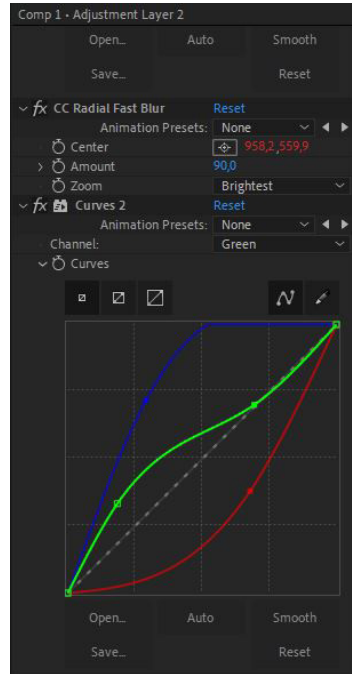 Comp 1 • Adjustment Layer 2
Open... Auto Smooth
Save... Reset
fx CC Radial Fast Blur Reset
Animation Presets: None
Center 958,2,559,9
Amount 90,0
Zoom Brightest
fx Curves 2 Reset
Animation Presets: None
Channel: Green
Curves
Open... Auto Smooth
Save... Reset